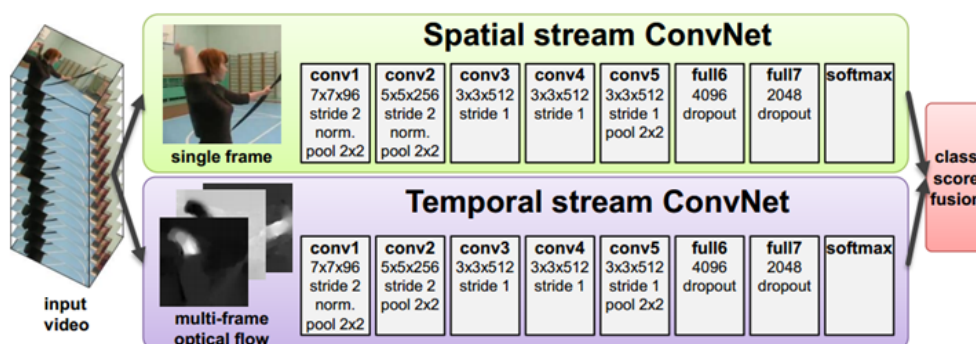 Spatial stream ConvNet
conv1
7x7x96
stride 2
norm.
pool 2x2
conv2
5x5x256
stride 2
norm.
pool 2x2
conv3
3x3x512
stride 1
conv4
3x3x512
stride 1
conv5
3x3x512
stride 1
pool 2x2
full6
4096
dropout
full7
2048
dropout
softmax
single frame
Temporal stream ConvNet
conv1
7x7x96
stride 2
norm.
pool 2x2
conv2
5x5x256
stride 2
pool 2x2
conv3
3x3x512
stride 1
conv4
3x3x512
stride 1
conv5
3x3x512
stride 1
pool 2x2
full6
4096
dropout
full7
2048
dropout
softmax
multi-frame
optical flow
input
video
class
score
fusion